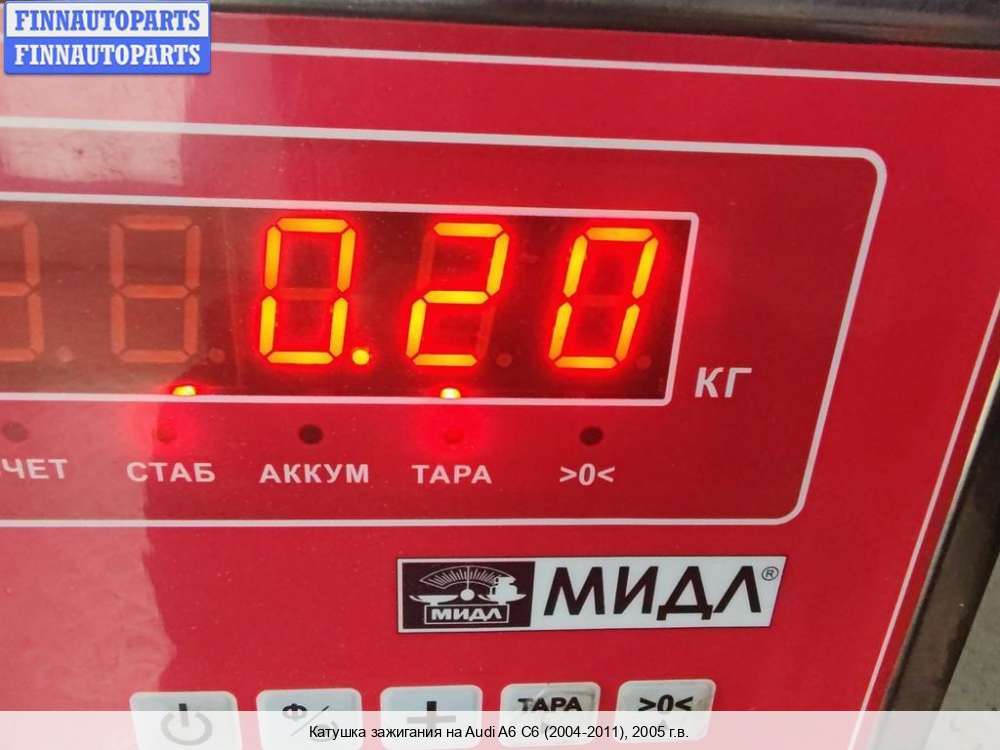 FINNAUTOPARTS
FINNAUTOPARTS
0.20
КГ
СТАБ АККУМ ТАРА >0<
МИДЛ МИДЛ®
ТАРА >0<
Катушка зажигания на Audi A6 C6 (2004-2011), 2005 г.в.